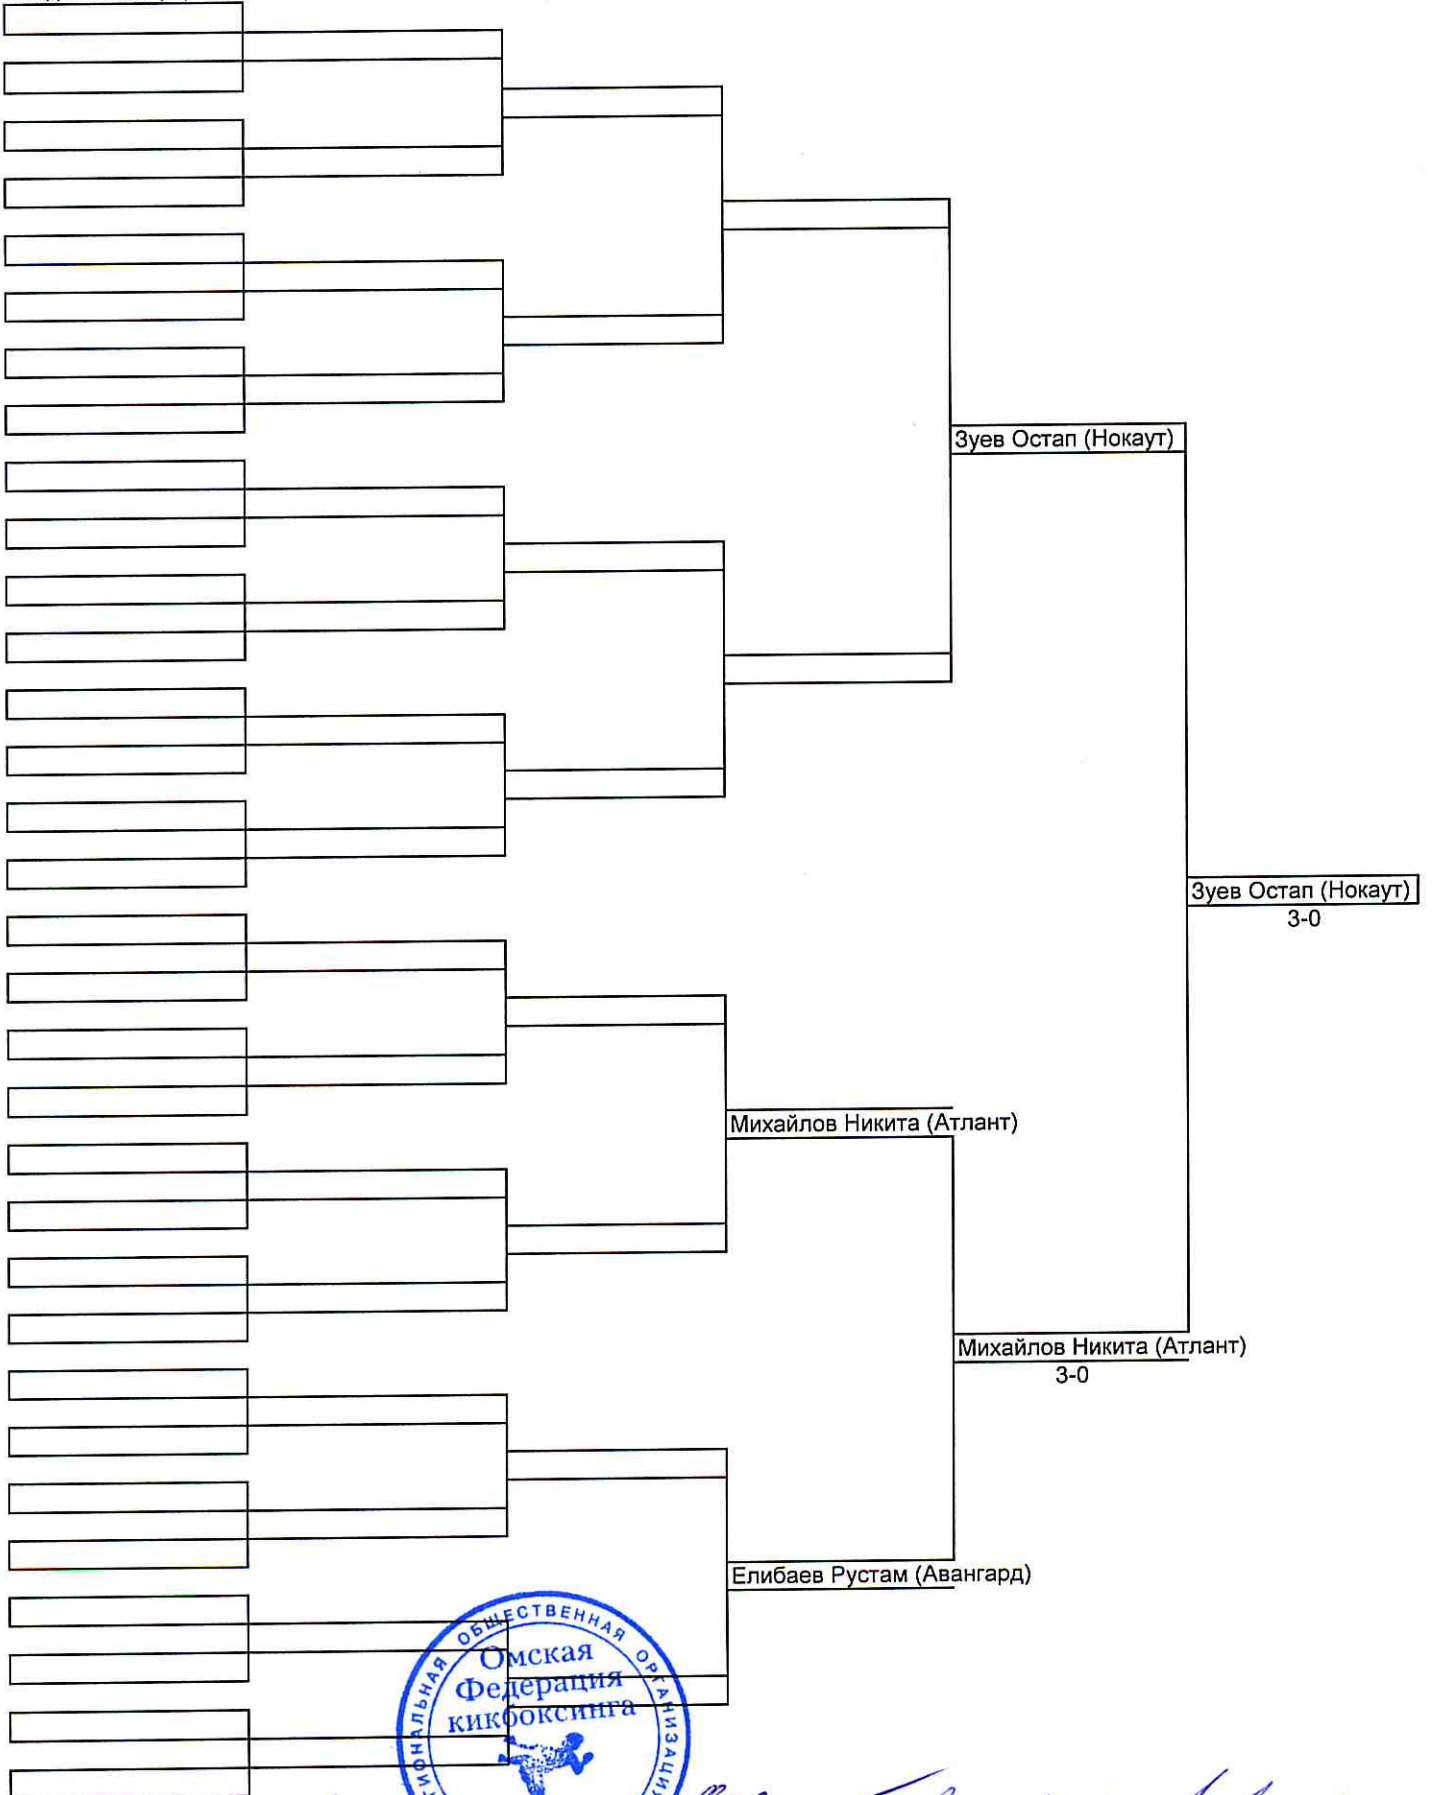 Зуев Остап (Нокаут)
Зуев Остап (Нокаут)
3-0
Михайлов Никита (Атлант)
Михайлов Никита (Атлант)
3-0
Елибаев Рустам (Авангард)
ОБЩЕСТВЕННАЯ ОРГАНИЗАЦИ
Омская
Федерация
кикбоксинга